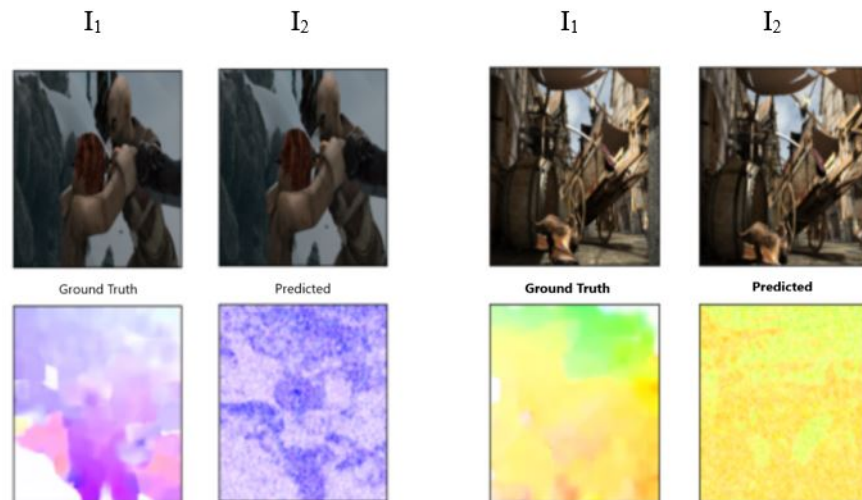 I₁ I₂ I₁ I₂
Ground Truth Predicted Ground Truth Predicted